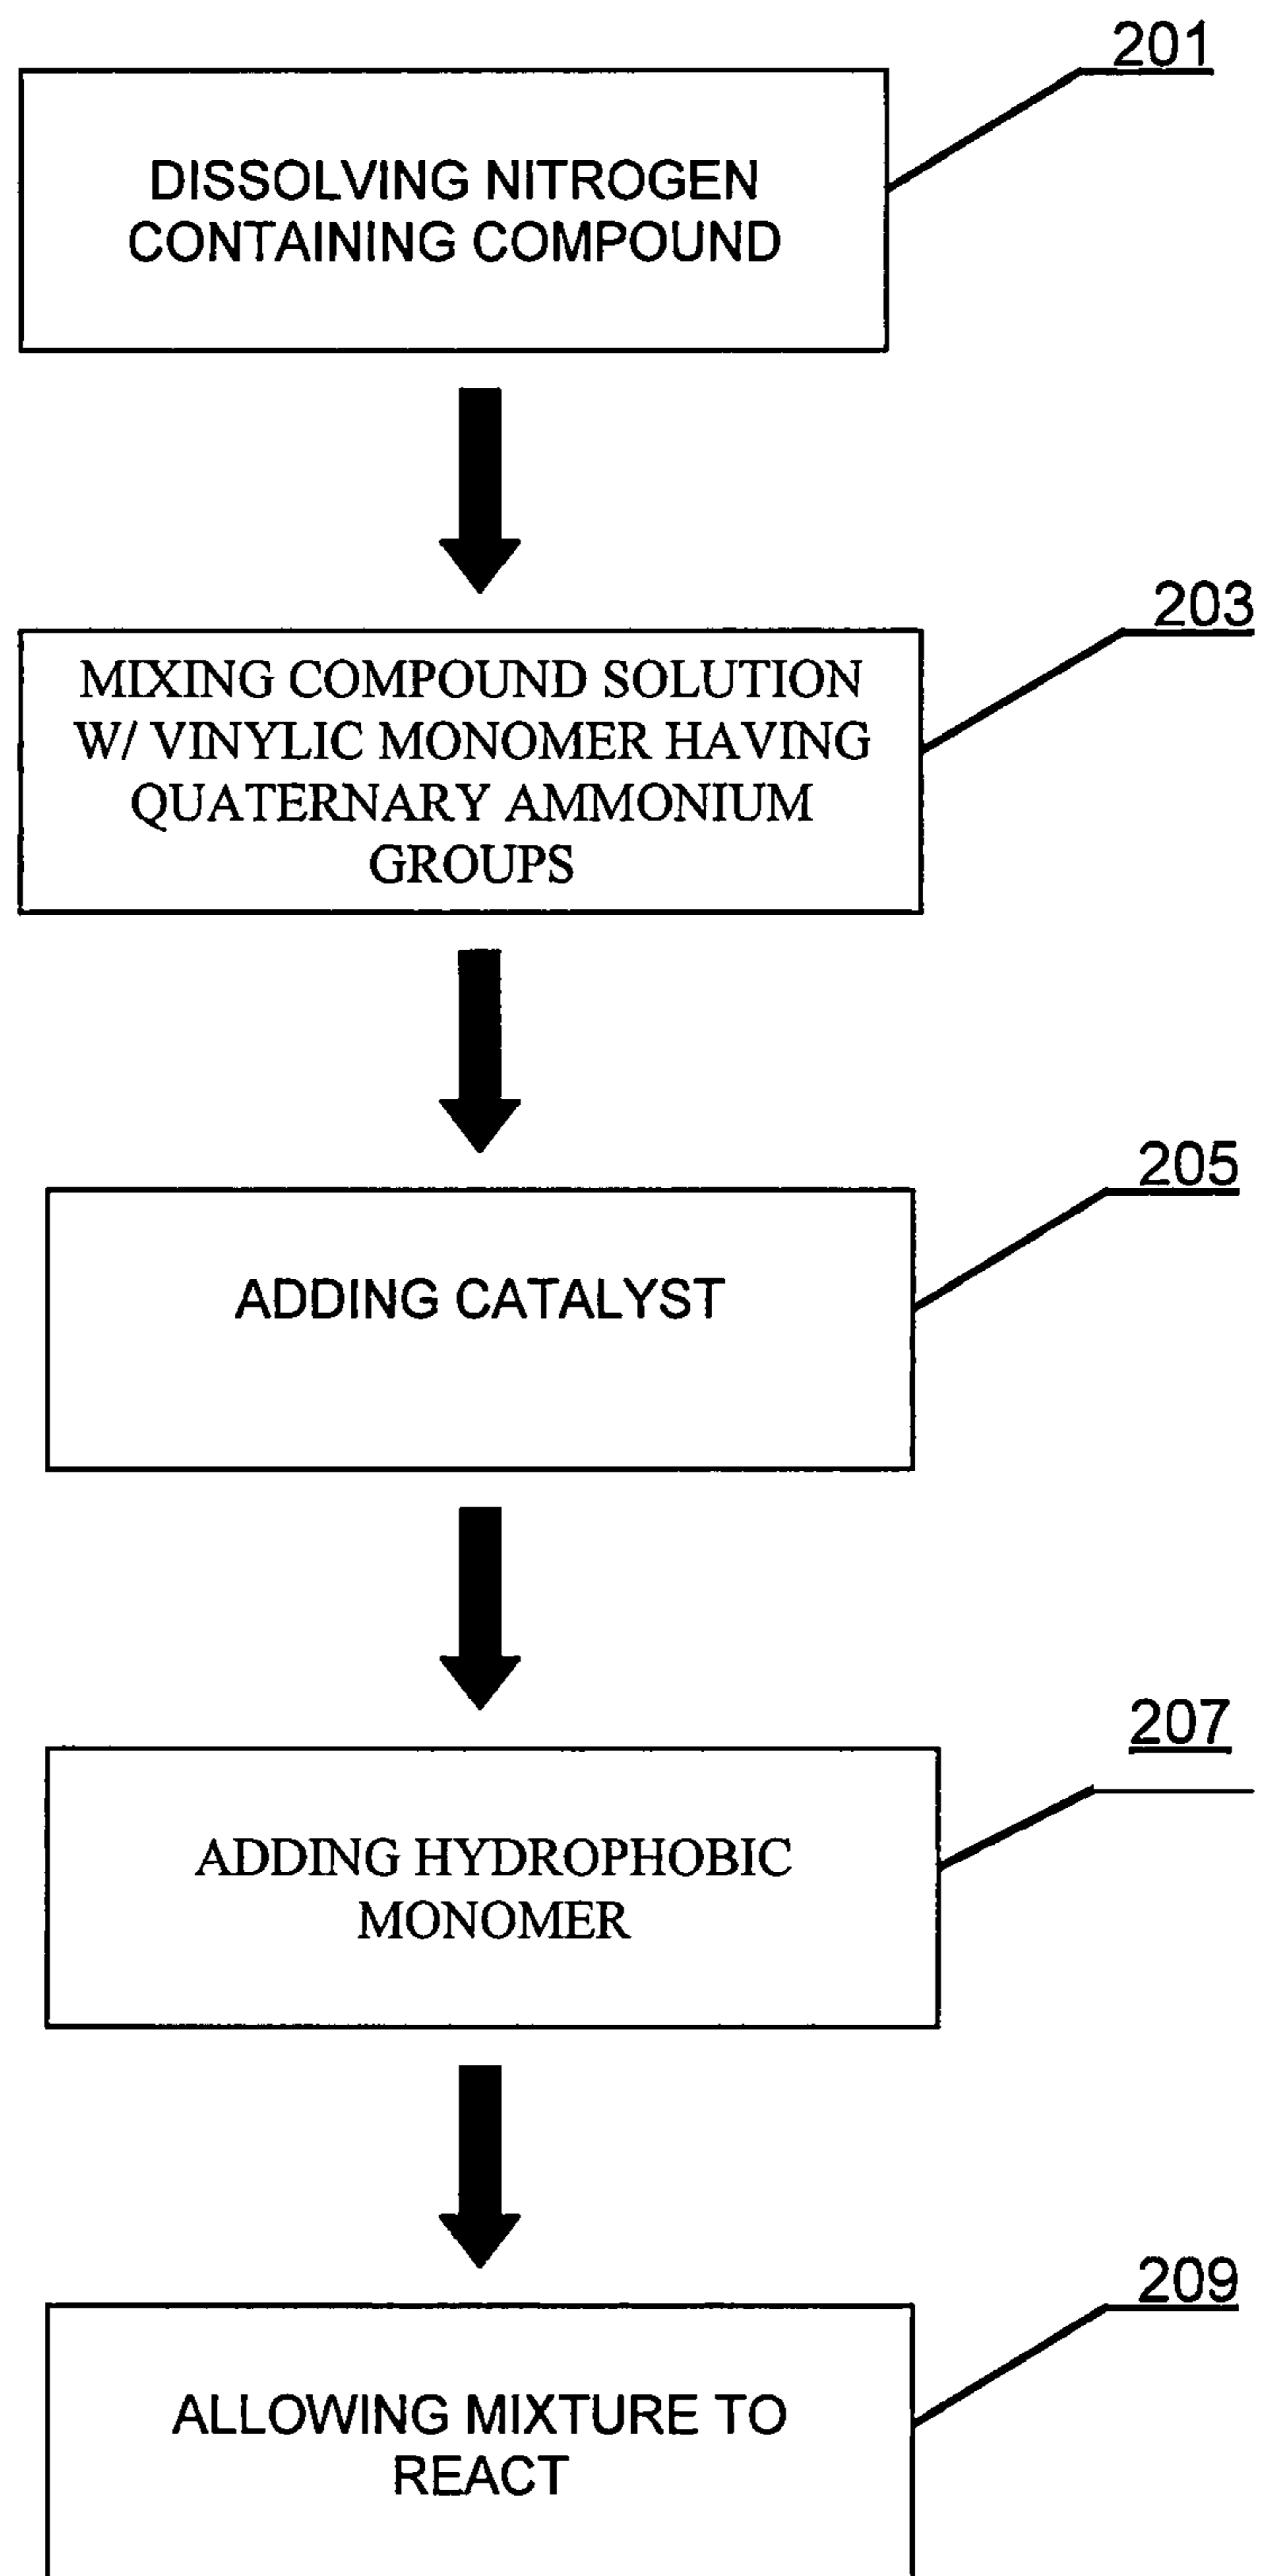 201
DISSOLVING NITROGEN
CONTAINING COMPOUND
203
MIXING COMPOUND SOLUTION
W/ VINYLIC MONOMER HAVING
QUATERNARY AMMONIUM
GROUPS
205
ADDING CATALYST
207
ADDING HYDROPHOBIC
MONOMER
209
ALLOWING MIXTURE TO
REACT